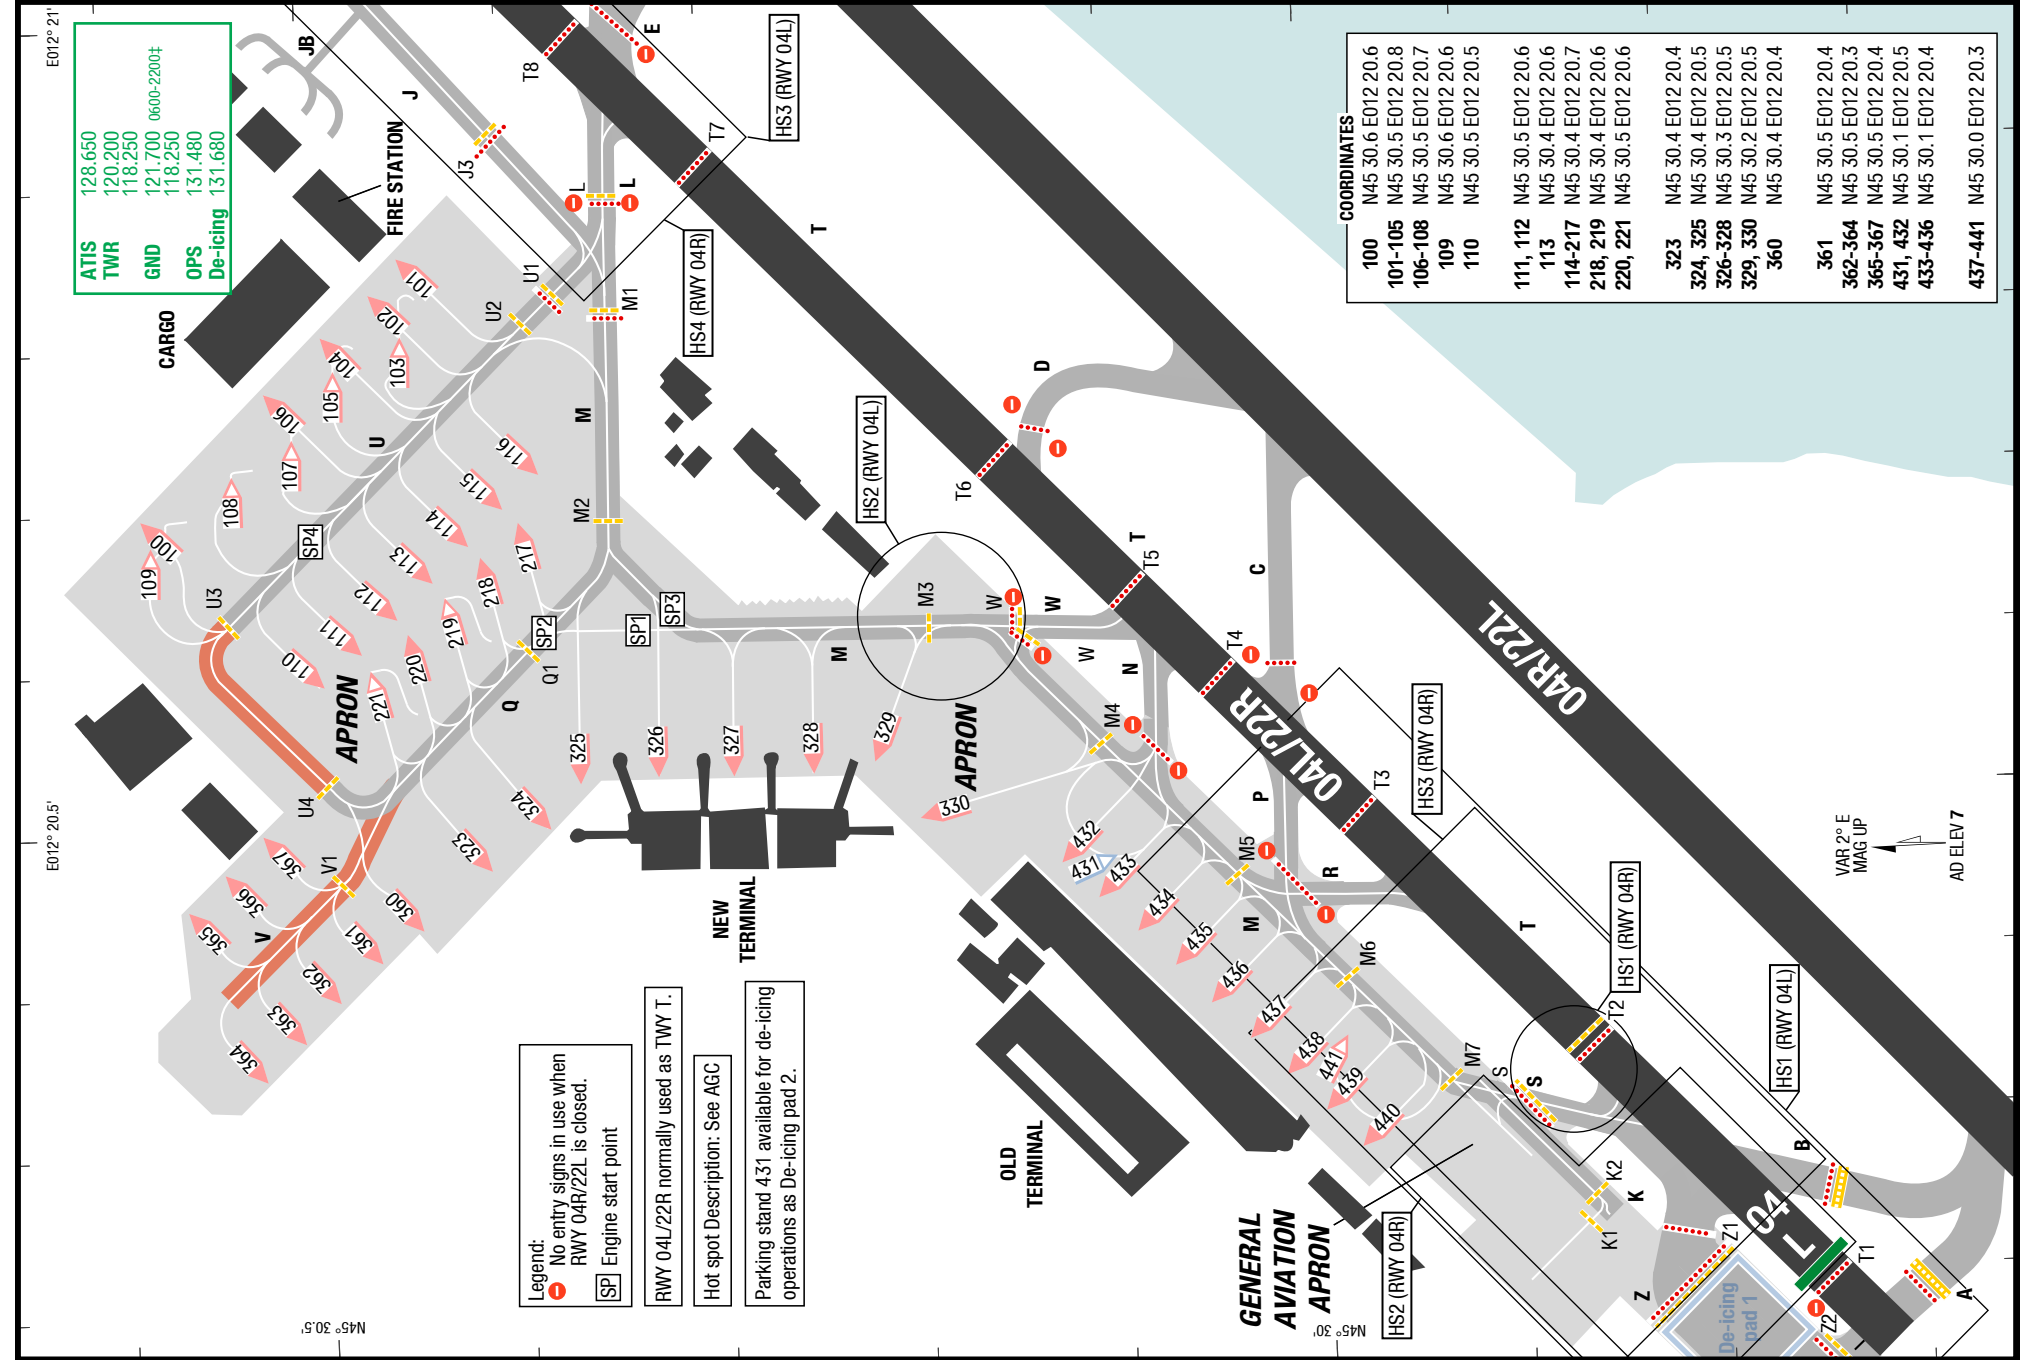 ATIS 128.650
TWR 120.200
118.250
GND 121.700 0600-2200‡
118.250
OPS 131.480
De-icing 131.680
E012° 21'
E012° 20.5'
N45° 30.5'
N45° 30'
COORDINATES
100 N45 30.6 E012 20.6
101-105 N45 30.5 E012 20.8
106-108 N45 30.6 E012 20.7
109 N45 30.6 E012 20.6
110 N45 30.5 E012 20.5
111, 112 N45 30.5 E012 20.6
113 N45 30.4 E012 20.6
114-217 N45 30.4 E012 20.7
218, 219 N45 30.4 E012 20.6
220, 221 N45 30.5 E012 20.6
323 N45 30.4 E012 20.4
324, 325 N45 30.4 E012 20.5
326-328 N45 30.3 E012 20.5
329, 330 N45 30.2 E012 20.5
360 N45 30.4 E012 20.4
361 N45 30.5 E012 20.4
362-364 N45 30.5 E012 20.3
365-367 N45 30.5 E012 20.4
431, 432 N45 30.1 E012 20.5
433-436 N45 30.1 E012 20.4
437-441 N45 30.0 E012 20.3
Legend:
No entry signs in use when
RWY 04R/22L is closed.
SP Engine start point
RWY 04L/22R normally used as TWY T.
Hot spot Description: See AGC
Parking stand 431 available for de-icing
operations as De-icing pad 2.
CARGO
FIRE STATION
JB
J
J3
T8
E
HS3 (RWY 04L)
T7
L
L
HS4 (RWY 04R)
U1
U2
M1
T
101
102
103
104
105
106
107
108
100
109
U
116
115
114
113
112
111
110
SP4
U3
M
M2
217
218
219
220
221
SP2
SP1
SP3
Q1
Q
APRON
U4
V1
V
367
366
365
364
363
362
361
360
323
324
325
326
327
328
329
330
M
M3
HS2 (RWY 04L)
W
W
W
N
M4
T6
D
T5
T
C
T4
04L/22R
04R/22L
T3
HS3 (RWY 04R)
P
R
M5
M
M6
APRON
NEW
TERMINAL
432
431
433
434
435
436
437
438
441
439
440
M7
S
S
T
T2
HS1 (RWY 04R)
HS1 (RWY 04L)
OLD
TERMINAL
GENERAL
AVIATION
APRON
HS2 (RWY 04R)
K
K1
K2
B
Z
Z1
Z2
L - 04
T1
A
De-icing
pad 1
VAR 2° E
MAG UP
AD ELEV 7